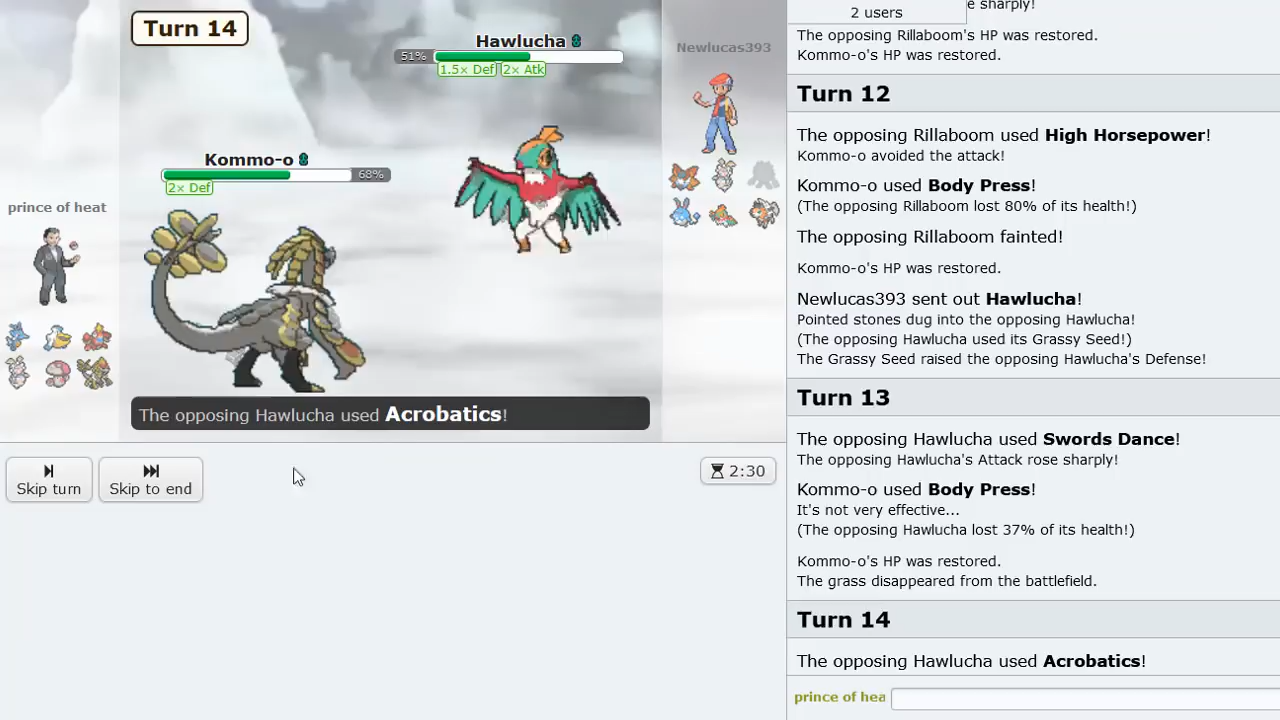 Turn 14
Hawlucha
51%
1.5× Def 2× Atk
Kommo-o
68%
2× Def
prince of heat
Newlucas393
The opposing Hawlucha used Acrobatics!
Skip turn
Skip to end
2:30
2 users
e sharply!
The opposing Rillaboom's HP was restored.
Kommo-o's HP was restored.
Turn 12
The opposing Rillaboom used High Horsepower!
Kommo-o avoided the attack!
Kommo-o used Body Press!
(The opposing Rillaboom lost 80% of its health!)
The opposing Rillaboom fainted!
Kommo-o's HP was restored.
Newlucas393 sent out Hawlucha!
Pointed stones dug into the opposing Hawlucha!
(The opposing Hawlucha used its Grassy Seed!)
The Grassy Seed raised the opposing Hawlucha's Defense!
Turn 13
The opposing Hawlucha used Swords Dance!
The opposing Hawlucha's Attack rose sharply!
Kommo-o used Body Press!
It's not very effective...
(The opposing Hawlucha lost 37% of its health!)
Kommo-o's HP was restored.
The grass disappeared from the battlefield.
Turn 14
The opposing Hawlucha used Acrobatics!
prince of hea